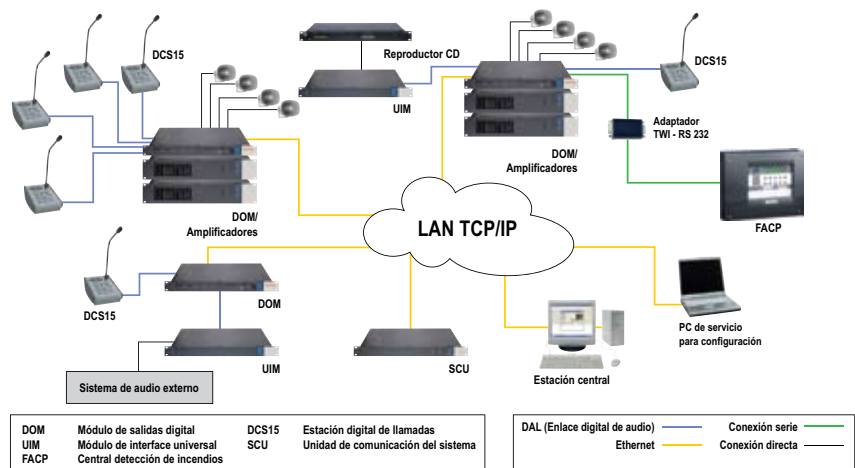 DCS15
Reproductor CD
UIM
DCS15
Adaptador
TWI - RS 232
DOM/
Amplificadores
DOM/
Amplificadores
FACP
LAN TCP/IP
DCS15
DOM
UIM
SCU
Estación central
PC de servicio
para configuración
Sistema de audio externo
DOM Módulo de salidas digital
UIM Módulo de interface universal
FACP Central detección de incendios
DCS15 Estación digital de llamadas
SCU Unidad de comunicación del sistema
DAL (Enlace digital de audio)
Ethernet
Conexión serie
Conexión directa